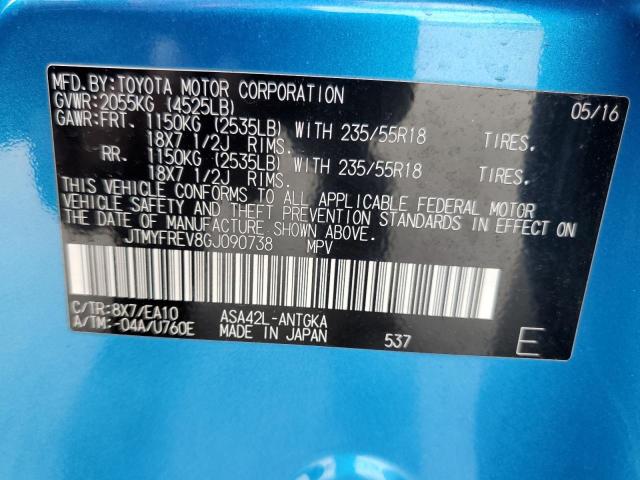 MFD.BY:TOYOTA MOTOR CORPORATION 05/16
GVWR:2055KG (4525LB)
GAWR:FRT. 1150KG (2535LB) WITH 235/55R18 TIRES.
18X7 1/2J RIMS.
RR. 1150KG (2535LB) WITH 235/55R18 TIRES.
18X7 1/2J RIMS.
THIS VEHICLE CONFORMS TO ALL APPLICABLE FEDERAL MOTOR
VEHICLE SAFETY AND THEFT PREVENTION STANDARDS IN EFFECT ON
THE DATE OF MANUFACTURE SHOWN ABOVE.
JTMYFREV8GJ090738 MPV
C/TR:8X7/EA10 ASA42L-ANTGKA
A/TM:-04A/U760E MADE IN JAPAN 537 E